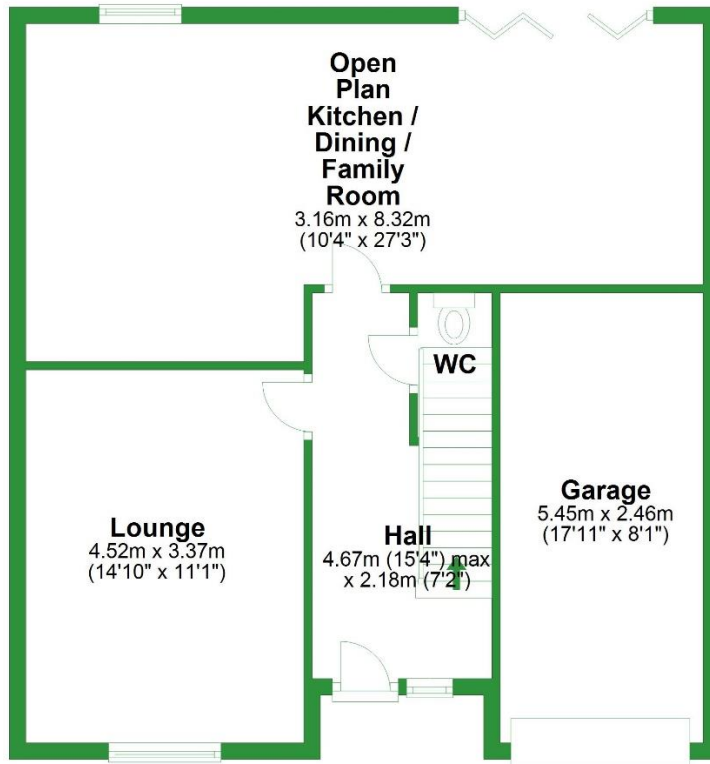 Open
Plan
Kitchen /
Dining /
Family
Room
3.16m x 8.32m
(10'4" x 27'3")
WC
Lounge
4.52m x 3.37m
(14'10" x 11'1")
Hall
4.67m (15'4") max
x 2.18m (7'2")
Garage
5.45m x 2.46m
(17'11" x 8'1")